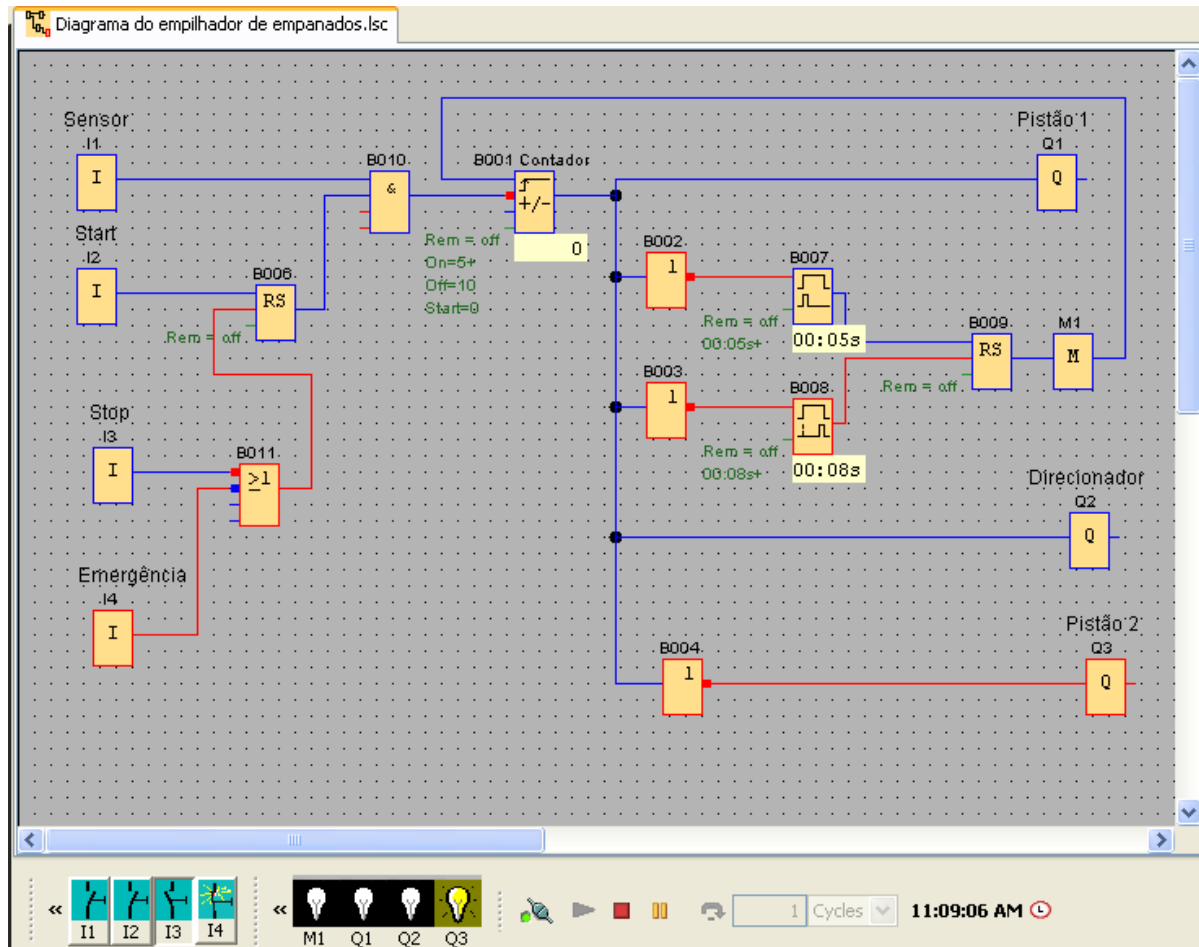 Diagrama do empilhador de empanados.lsc
Sensor
I1
I
Start
I2
I
B006
RS
Rem = off
Stop
I3
I
B011
≥1
Emergência
I4
I
B010
&
B001 Contador
+/-
0
Rem = off
On=5+
Off=10
Start=0
B002
1
B007
Rem = off
00:05s+
00:05s
B003
1
B008
Rem = off
00:08s+
00:08s
B009
RS
Rem = off
M1
M
Pistão 1
Q1
Q
Direcionador
Q2
Q
B004
1
Pistão 2
Q3
Q
« I1 I2 I3 I4 « M1 Q1 Q2 Q3 1 Cycles 11:09:06 AM